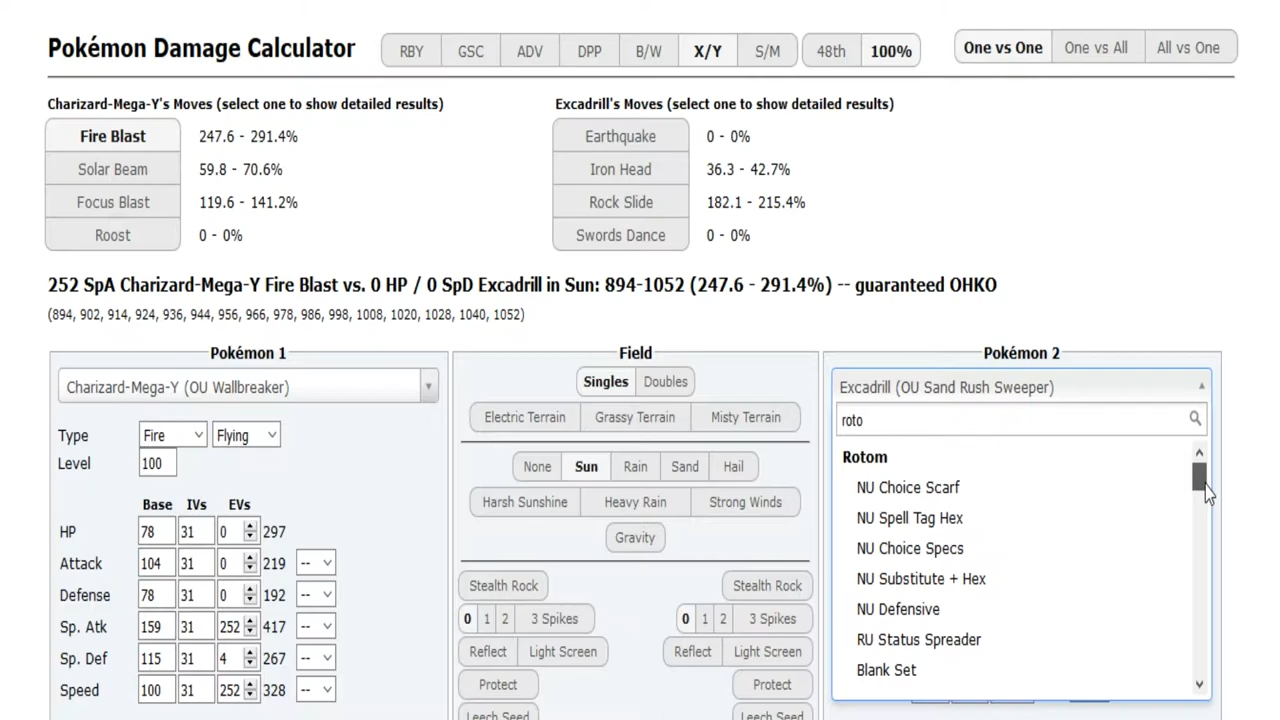 Pokémon Damage Calculator
RBY GSC ADV DPP B/W X/Y S/M 48th 100%
One vs One One vs All All vs One
Charizard-Mega-Y's Moves (select one to show detailed results)
Fire Blast 247.6 - 291.4%
Solar Beam 59.8 - 70.6%
Focus Blast 119.6 - 141.2%
Roost 0 - 0%
Excadrill's Moves (select one to show detailed results)
Earthquake 0 - 0%
Iron Head 36.3 - 42.7%
Rock Slide 182.1 - 215.4%
Swords Dance 0 - 0%
252 SpA Charizard-Mega-Y Fire Blast vs. 0 HP / 0 SpD Excadrill in Sun: 894-1052 (247.6 - 291.4%) -- guaranteed OHKO
(894, 902, 914, 924, 936, 944, 956, 966, 978, 986, 998, 1008, 1020, 1028, 1040, 1052)
Pokémon 1
Charizard-Mega-Y (OU Wallbreaker)
Type Fire Flying
Level 100
Base IVs EVs
HP 78 31 0 297
Attack 104 31 0 219 --
Defense 78 31 0 192 --
Sp. Atk 159 31 252 417 --
Sp. Def 115 31 4 267 --
Speed 100 31 252 328 --
Field
Singles Doubles
Electric Terrain Grassy Terrain Misty Terrain
None Sun Rain Sand Hail
Harsh Sunshine Heavy Rain Strong Winds
Gravity
Stealth Rock Stealth Rock
0 1 2 3 Spikes 0 1 2 3 Spikes
Reflect Light Screen Reflect Light Screen
Protect Protect
Leech Seed Leech Seed
Pokémon 2
Excadrill (OU Sand Rush Sweeper)
roto
Rotom
NU Choice Scarf
NU Spell Tag Hex
NU Choice Specs
NU Substitute + Hex
NU Defensive
RU Status Spreader
Blank Set